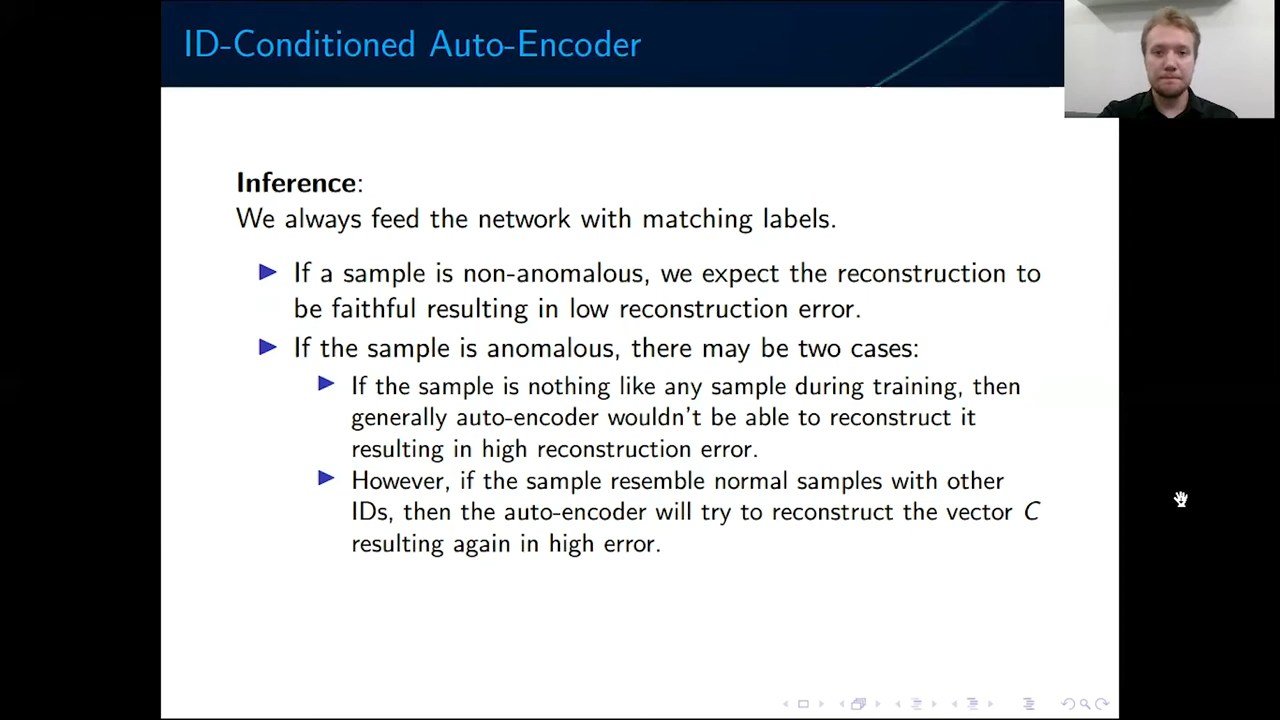 ID-Conditioned Auto-Encoder
Inference:
We always feed the network with matching labels.
If a sample is non-anomalous, we expect the reconstruction to
be faithful resulting in low reconstruction error.
If the sample is anomalous, there may be two cases:
If the sample is nothing like any sample during training, then
generally auto-encoder wouldn't be able to reconstruct it
resulting in high reconstruction error.
However, if the sample resemble normal samples with other
IDs, then the auto-encoder will try to reconstruct the vector C
resulting again in high error.